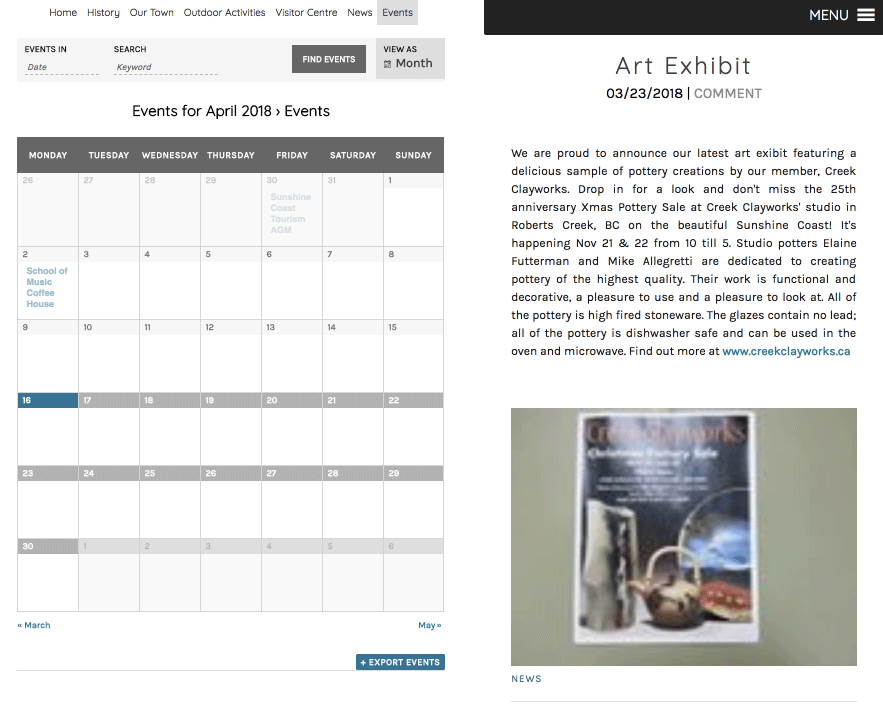 Home History Our Town Outdoor Activities Visitor Centre News Events
EVENTS IN SEARCH
Date Keyword
FIND EVENTS
VIEW AS
Month
Events for April 2018 › Events
MONDAY TUESDAY WEDNESDAY THURSDAY FRIDAY SATURDAY SUNDAY
26 27 28 29 30 31 1
Sunshine
Coast
Tourism
AGM
2 3 4 5 6 7 8
School of
Music
Coffee
House
9 10 11 12 13 14 15
16 17 18 19 20 21 22
23 24 25 26 27 28 29
30 1 2 3 4 5 6
« March May »
+ EXPORT EVENTS
MENU
Art Exhibit
03/23/2018 | COMMENT
We are proud to announce our latest art exibit featuring a
delicious sample of pottery creations by our member, Creek
Clayworks. Drop in for a look and don't miss the 25th
anniversary Xmas Pottery Sale at Creek Clayworks' studio in
Roberts Creek, BC on the beautiful Sunshine Coast! It's
happening Nov 21 & 22 from 10 till 5. Studio potters Elaine
Futterman and Mike Allegretti are dedicated to creating
pottery of the highest quality. Their work is functional and
decorative, a pleasure to use and a pleasure to look at. All of
the pottery is high fired stoneware. The glazes contain no lead;
all of the pottery is dishwasher safe and can be used in the
oven and microwave. Find out more at www.creekclayworks.ca
creekclayworks
Christmas Pottery Sale
NEWS